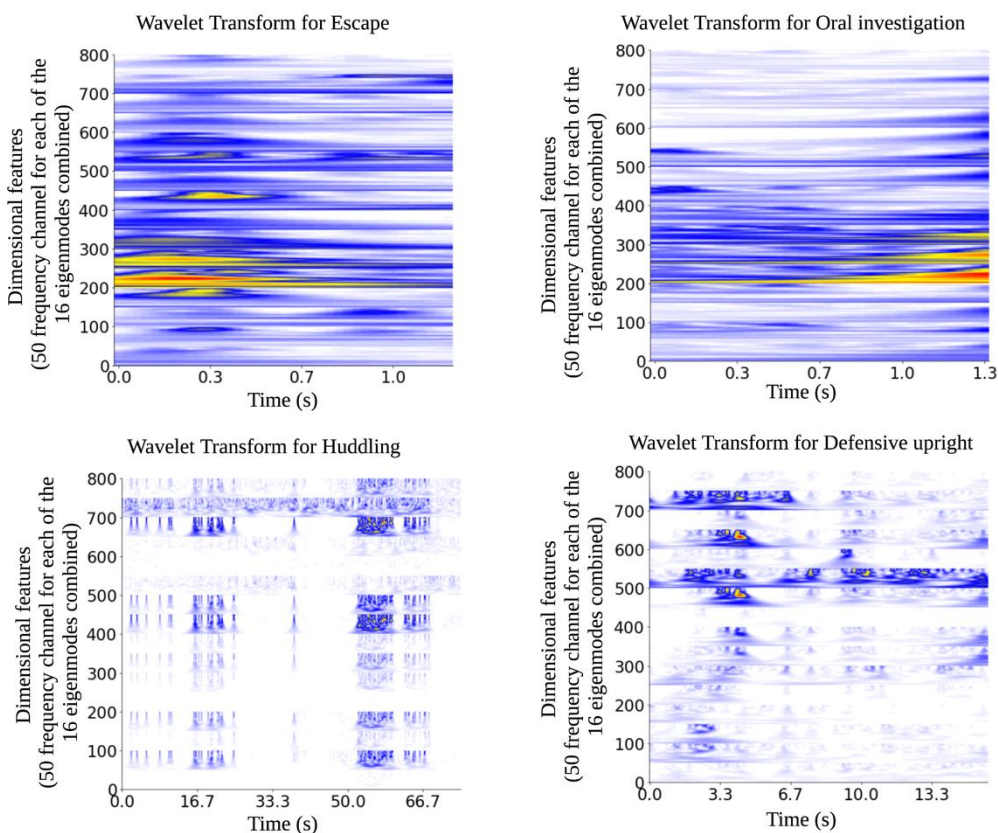 Wavelet Transform for Escape
Dimensional features
(50 frequency channel for each of the
16 eigenmodes combined)
800
700
600
500
400
300
200
100
0
0.0 0.3 0.7 1.0
Time (s)
Wavelet Transform for Oral investigation
Dimensional features
(50 frequency channel for each of the
16 eigenmodes combined)
800
700
600
500
400
300
200
100
0
0.0 0.3 0.7 1.0 1.3
Time (s)
Wavelet Transform for Huddling
Dimensional features
(50 frequency channel for each of the
16 eigenmodes combined)
800
700
600
500
400
300
200
100
0
0.0 16.7 33.3 50.0 66.7
Time (s)
Wavelet Transform for Defensive upright
Dimensional features
(50 frequency channel for each of the
16 eigenmodes combined)
800
700
600
500
400
300
200
100
0
0.0 3.3 6.7 10.0 13.3
Time (s)